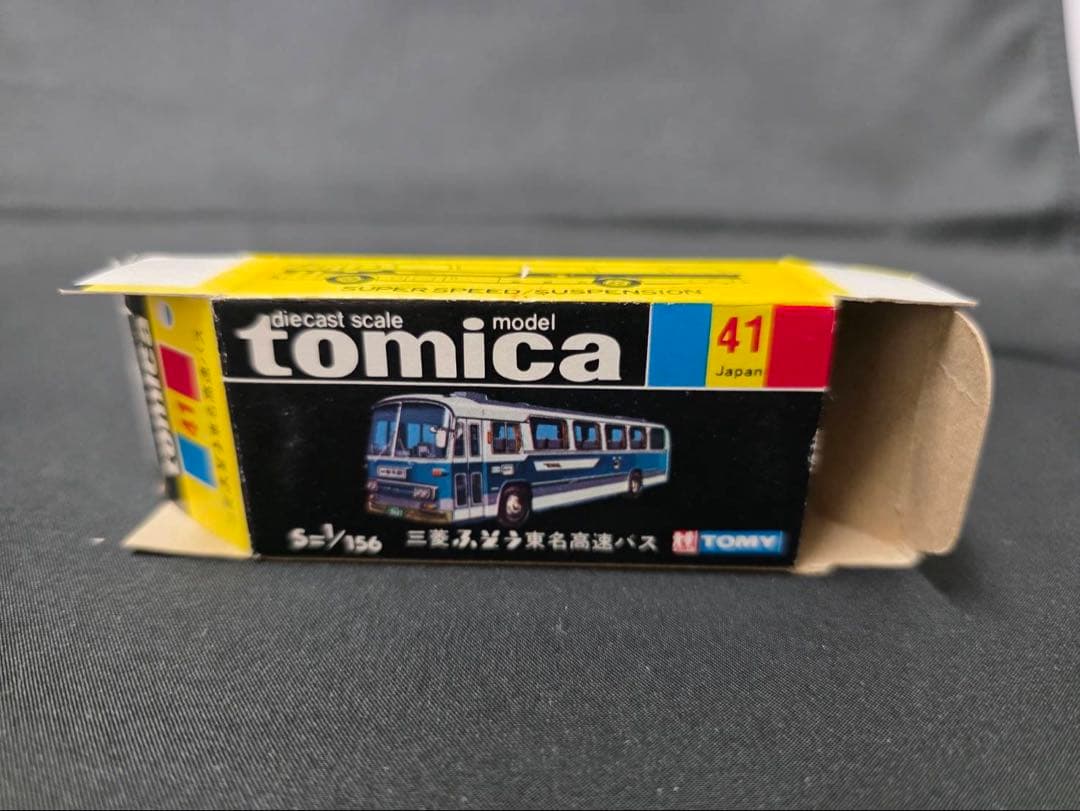 SUPER SPEED/SUSPENSION
diecast scale model
tomica
41
Japan
S=1/156
三菱ふそう東名高速バス
TOMY
tomica
41